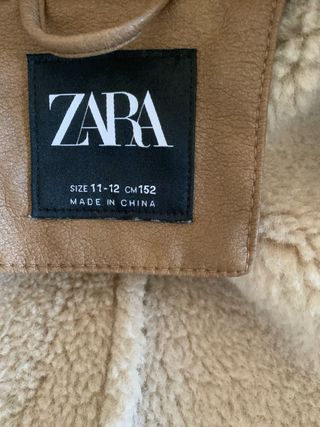 ZARA
SIZE 11-12 CM 152
MADE IN CHINA